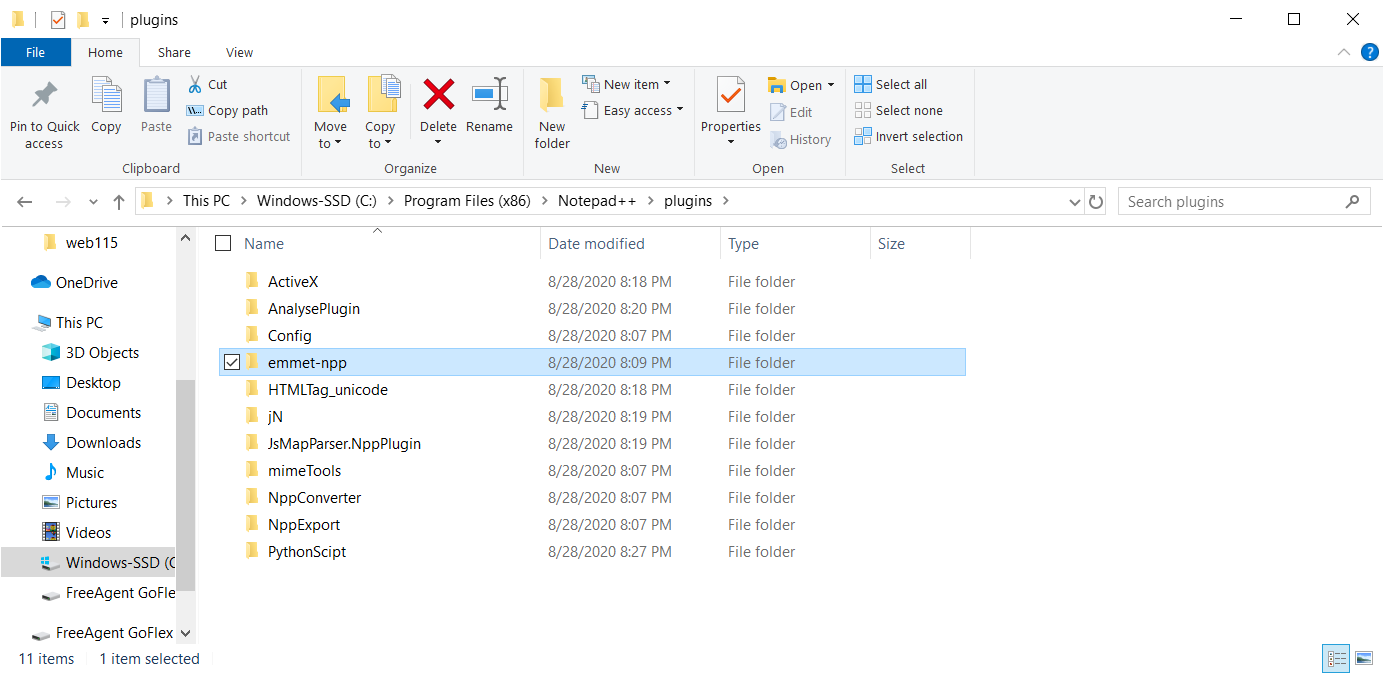 plugins
File Home Share View
Pin to Quick access
Copy
Paste
Cut
Copy path
Paste shortcut
Clipboard
Move to
Copy to
Delete
Rename
Organize
New folder
New item
Easy access
New
Properties
Open
Edit
History
Open
Select all
Select none
Invert selection
Select
This PC > Windows-SSD (C:) > Program Files (x86) > Notepad++ > plugins >
Search plugins
web115
OneDrive
This PC
3D Objects
Desktop
Documents
Downloads
Music
Pictures
Videos
Windows-SSD (C
FreeAgent GoFle
FreeAgent GoFlex
Name Date modified Type Size
ActiveX 8/28/2020 8:18 PM File folder
AnalysePlugin 8/28/2020 8:20 PM File folder
Config 8/28/2020 8:07 PM File folder
emmet-npp 8/28/2020 8:09 PM File folder
HTMLTag_unicode 8/28/2020 8:18 PM File folder
jN 8/28/2020 8:19 PM File folder
JsMapParser.NppPlugin 8/28/2020 8:19 PM File folder
mimeTools 8/28/2020 8:07 PM File folder
NppConverter 8/28/2020 8:07 PM File folder
NppExport 8/28/2020 8:07 PM File folder
PythonScipt 8/28/2020 8:27 PM File folder
11 items 1 item selected